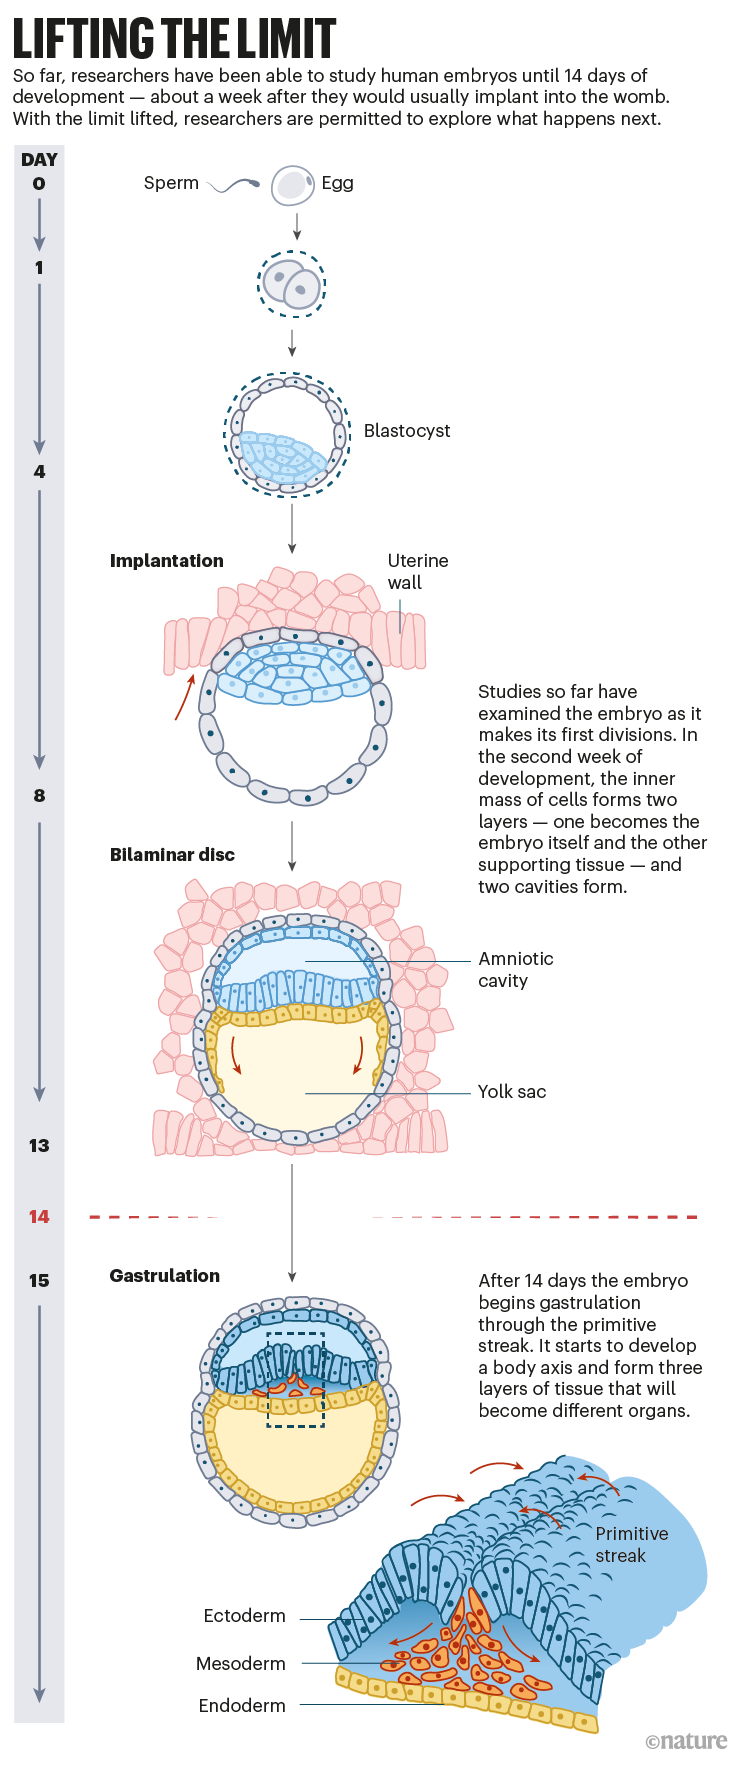 LIFTING THE LIMIT
So far, researchers have been able to study human embryos until 14 days of
development — about a week after they would usually implant into the womb.
With the limit lifted, researchers are permitted to explore what happens next.
DAY
0
Sperm
Egg
1
Blastocyst
4
Implantation
Uterine
wall
Studies so far have
examined the embryo as it
makes its first divisions. In
the second week of
development, the inner
mass of cells forms two
layers — one becomes the
embryo itself and the other
supporting tissue — and
two cavities form.
8
Bilaminar disc
Amniotic
cavity
Yolk sac
13
14
15
Gastrulation
After 14 days the embryo
begins gastrulation
through the primitive
streak. It starts to develop
a body axis and form three
layers of tissue that will
become different organs.
Primitive
streak
Ectoderm
Mesoderm
Endoderm
©nature